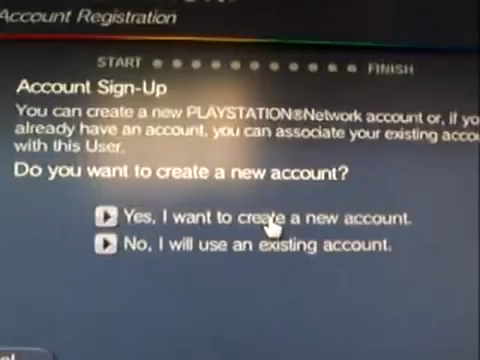 Account Registration
START
FINISH
Account Sign-Up
You can create a new PLAYSTATION®Network account or, if yo
already have an account, you can associate your existing acco
with this User.
Do you want to create a new account?
Yes, I want to create a new account.
No, I will use an existing account.